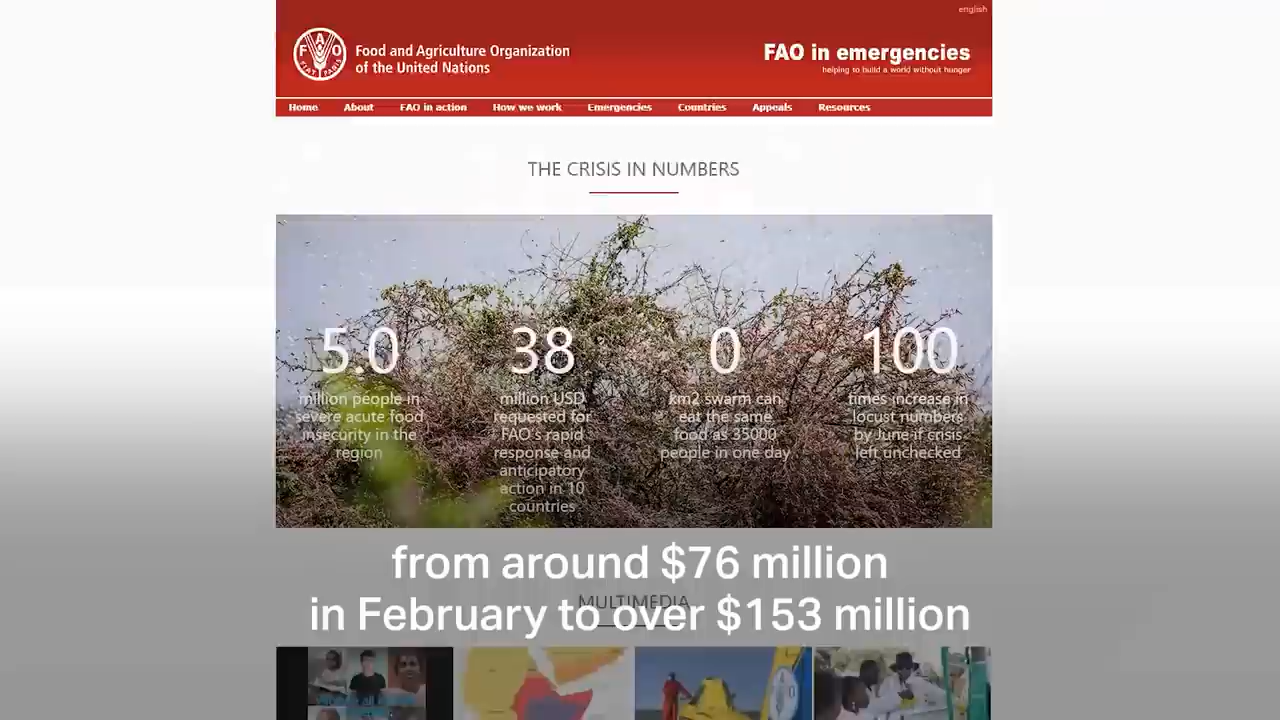 english
Food and Agriculture Organization
of the United Nations
FAO in emergencies
helping to build a world without hunger
Home About FAO in action How we work Emergencies Countries Appeals Resources
THE CRISIS IN NUMBERS
5.0
million people in
severe acute food
insecurity in the
region
38
million USD
requested for
FAO's rapid
response and
anticipatory
action in 10
countries
0
km2 swarm can
eat the same
food as 35000
people in one day
100
times increase in
locust numbers
by June if crisis
left unchecked
from around $76 million
MULTIMEDIA
in February to over $153 million